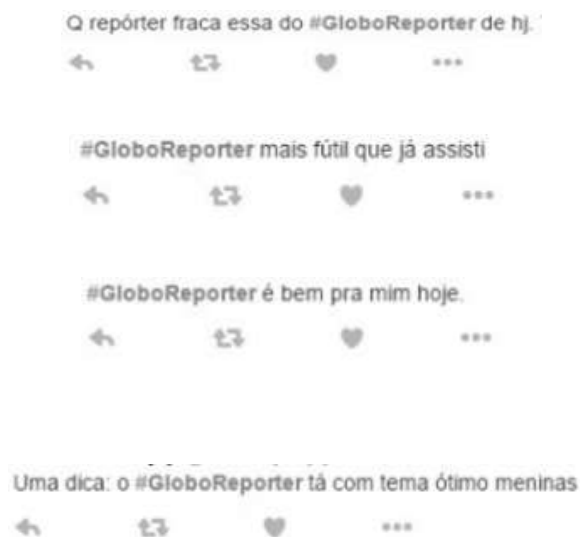 Q repórter fraca essa do #GloboReporter de hj.
#GloboReporter mais fútil que já assisti
#GloboReporter é bem pra mim hoje.
Uma dica: o #GloboReporter tá com tema ótimo meninas